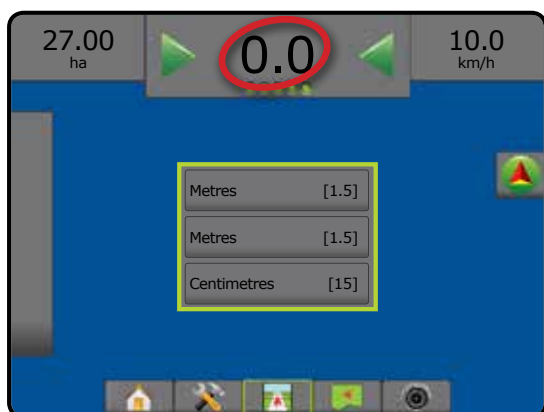 27.00 0.0 10.0
ha km/h
Metres [1.5]
Metres [1.5]
Centimetres [15]